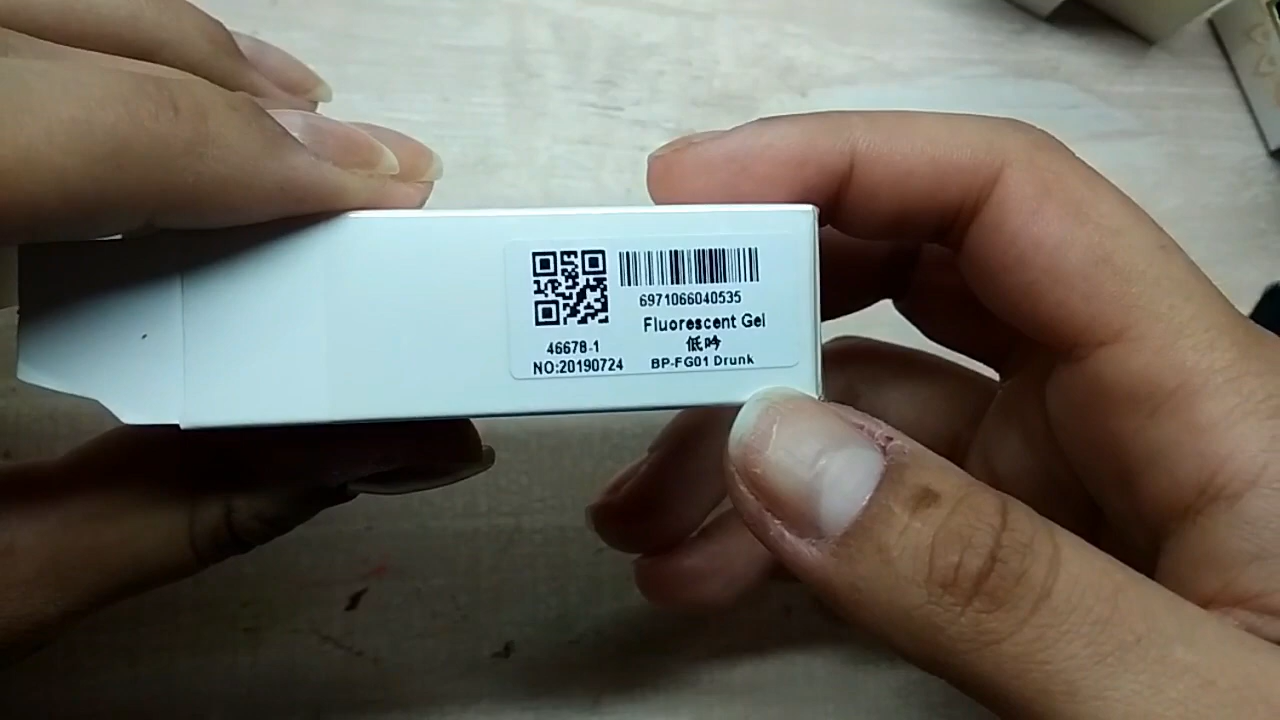 6971066040535
Fluorescent Gel
低吟
BP-FG01 Drunk
46678-1
NO:20190724